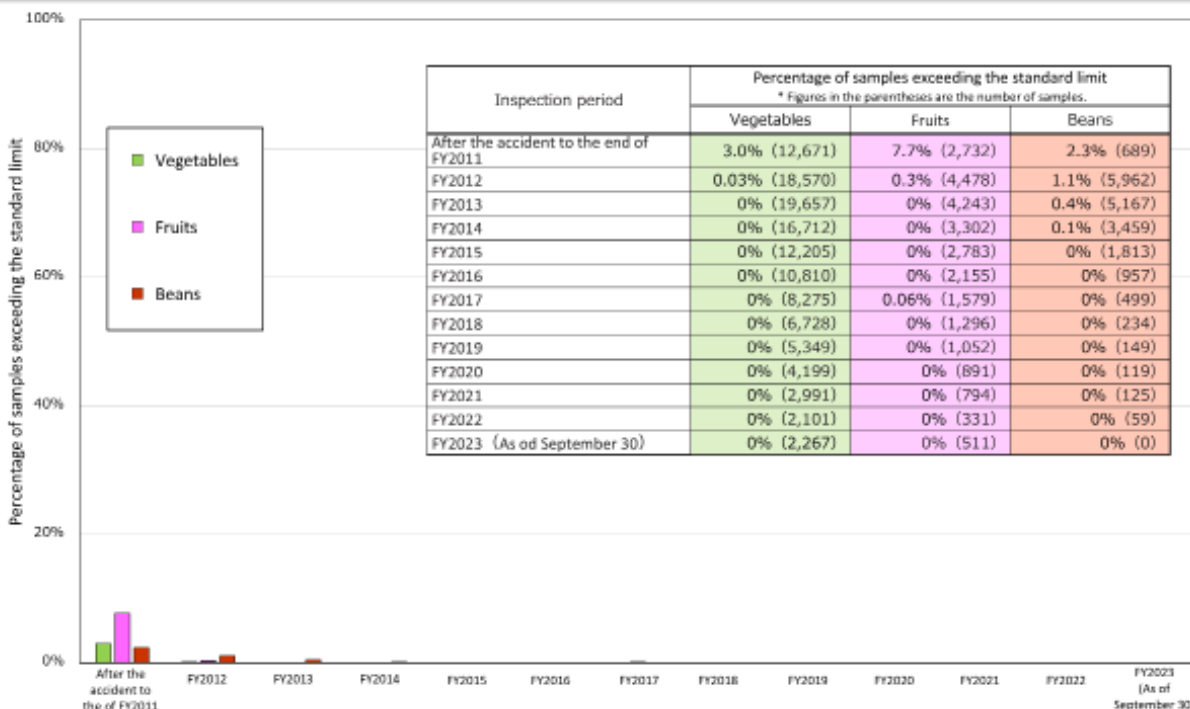 100%
80%
60%
40%
20%
0%
Percentage of samples exceeding the standard limit
Vegetables
Fruits
Beans
Inspection period
Percentage of samples exceeding the standard limit
* Figures in the parentheses are the number of samples.
Vegetables Fruits Beans
After the accident to the end of
FY2011 3.0% (12,671) 7.7% (2,732) 2.3% (689)
FY2012 0.03% (18,570) 0.3% (4,478) 1.1% (5,962)
FY2013 0% (19,657) 0% (4,243) 0.4% (5,167)
FY2014 0% (16,712) 0% (3,302) 0.1% (3,459)
FY2015 0% (12,205) 0% (2,783) 0% (1,813)
FY2016 0% (10,810) 0% (2,155) 0% (957)
FY2017 0% (8,275) 0.06% (1,579) 0% (499)
FY2018 0% (6,728) 0% (1,296) 0% (234)
FY2019 0% (5,349) 0% (1,052) 0% (149)
FY2020 0% (4,199) 0% (891) 0% (119)
FY2021 0% (2,991) 0% (794) 0% (125)
FY2022 0% (2,101) 0% (331) 0% (59)
FY2023 (As od September 30) 0% (2,267) 0% (511) 0% (0)
After the
accident to
the of FY2011
FY2012
FY2013
FY2014
FY2015
FY2016
FY2017
FY2018
FY2019
FY2020
FY2021
FY2022
FY2023
(As of
September 30